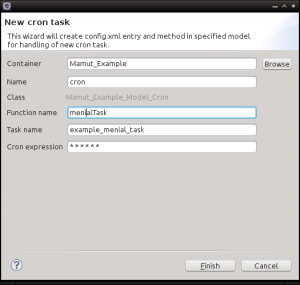 New cron task
This wizard will create config.xml entry and method in specified model
for handling of new cron task.
Container Mamut_Example Browse
Name cron
Class Mamut_Example_Model_Cron
Function name menialTask
Task name example_menial_task
Cron expression * * * * * *
? Finish Cancel